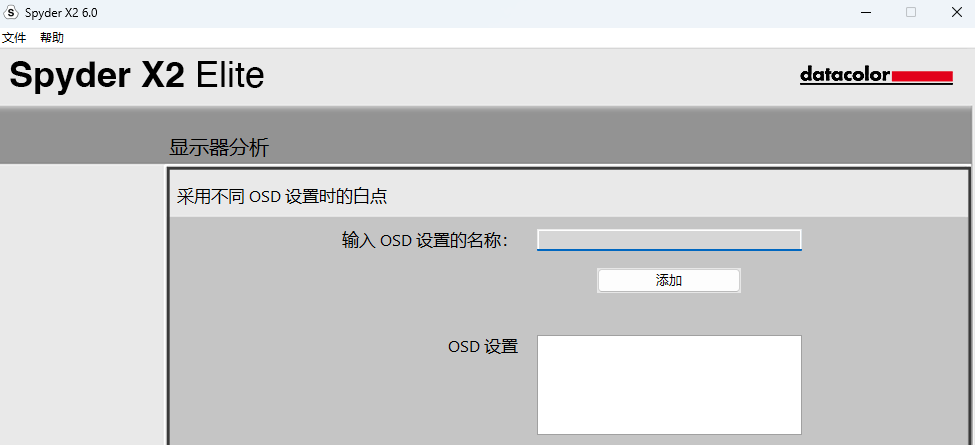 Spyder X2 6.0
文件 帮助
Spyder X2 Elite
datacolor
显示器分析
采用不同 OSD 设置时的白点
输入 OSD 设置的名称：
添加
OSD 设置